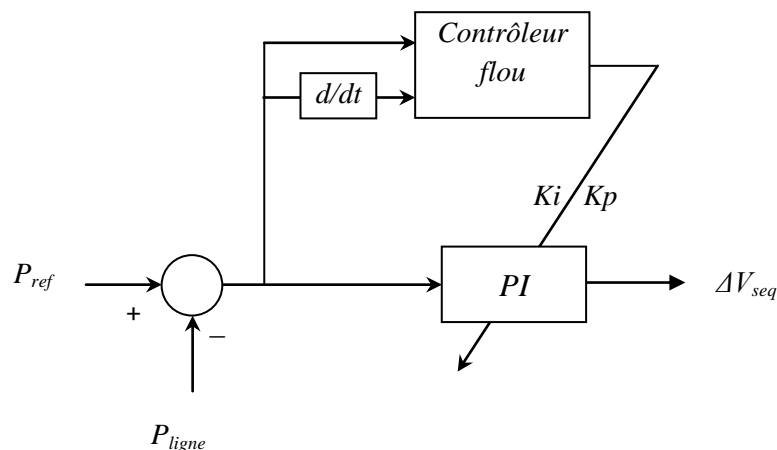 Contrôleur
flou
d/dt
Ki Kp
P_ref
+
PI
ΔV_seq
–
P_ligne